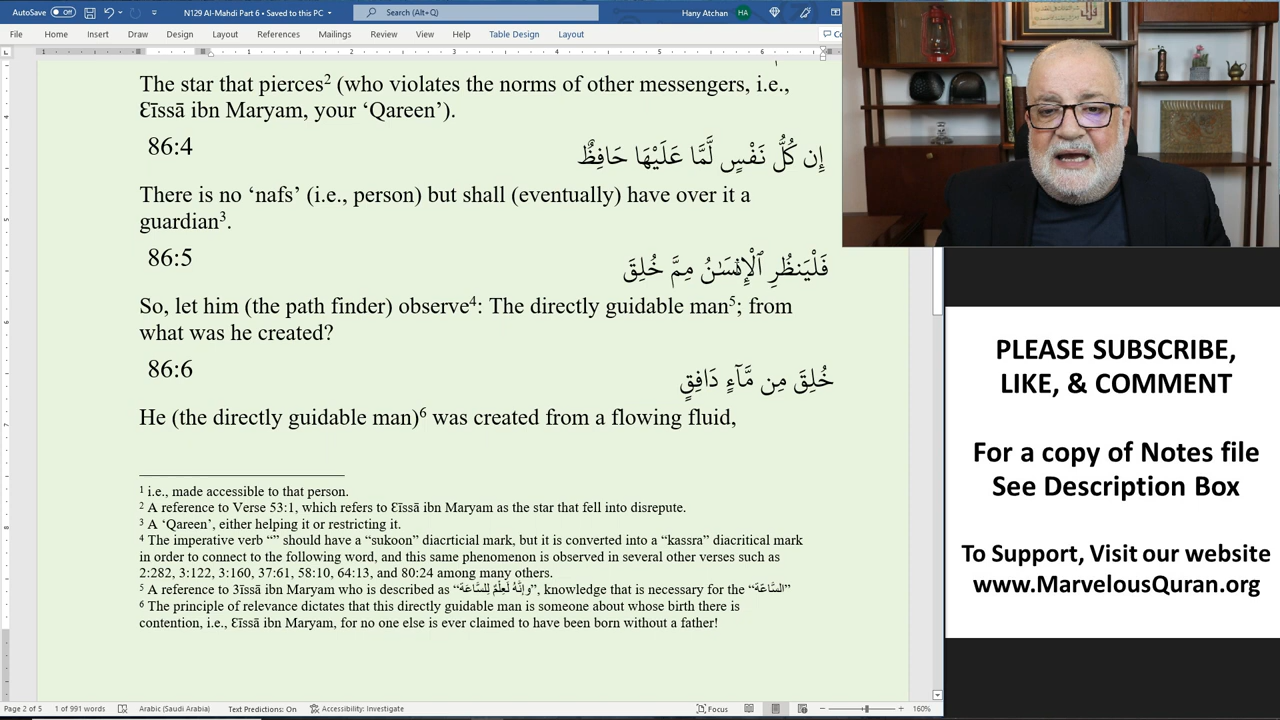 AutoSave Off N129 Al-Mahdi Part 6 • Saved to this PC Search (Alt+Q) Hany Atchan HA
File Home Insert Draw Design Layout References Mailings Review View Help Table Design Layout
The star that pierces2 (who violates the norms of other messengers, i.e.,
Ɛīssā ibn Maryam, your ‘Qareen’).
86:4
إِن كُلُّ نَفْسٍ لَّمَّا عَلَيْهَا حَافِظٌ
There is no ‘nafs’ (i.e., person) but shall (eventually) have over it a
guardian3.
86:5
فَلْيَنظُرِ ٱلْإِنسَـٰنُ مِمَّ خُلِقَ
So, let him (the path finder) observe4: The directly guidable man5; from
what was he created?
86:6
خُلِقَ مِن مَّآءٍ دَافِقٍ
He (the directly guidable man)6 was created from a flowing fluid,
1 i.e., made accessible to that person.
2 A reference to Verse 53:1, which refers to Ɛīssā ibn Maryam as the star that fell into disrepute.
3 A ‘Qareen’, either helping it or restricting it.
4 The imperative verb “” should have a “sukoon” diacrticial mark, but it is converted into a “kassra” diacritical mark
in order to connect to the following word, and this same phenomenon is observed in several other verses such as
2:282, 3:122, 3:160, 37:61, 58:10, 64:13, and 80:24 among many others.
5 A reference to 3īssā ibn Maryam who is described as “وَإِنَّهُ لَعِلْمٌ لِلسَّاعَة”, knowledge that is necessary for the “السَّاعَة”
6 The principle of relevance dictates that this directly guidable man is someone about whose birth there is
contention, i.e., Ɛīssā ibn Maryam, for no one else is ever claimed to have been born without a father!
Page 2 of 5 1 of 991 words Arabic (Saudi Arabia) Text Predictions: On Accessibility: Investigate Focus 160%
PLEASE SUBSCRIBE,
LIKE, & COMMENT
For a copy of Notes file
See Description Box
To Support, Visit our website
www.MarvelousQuran.org